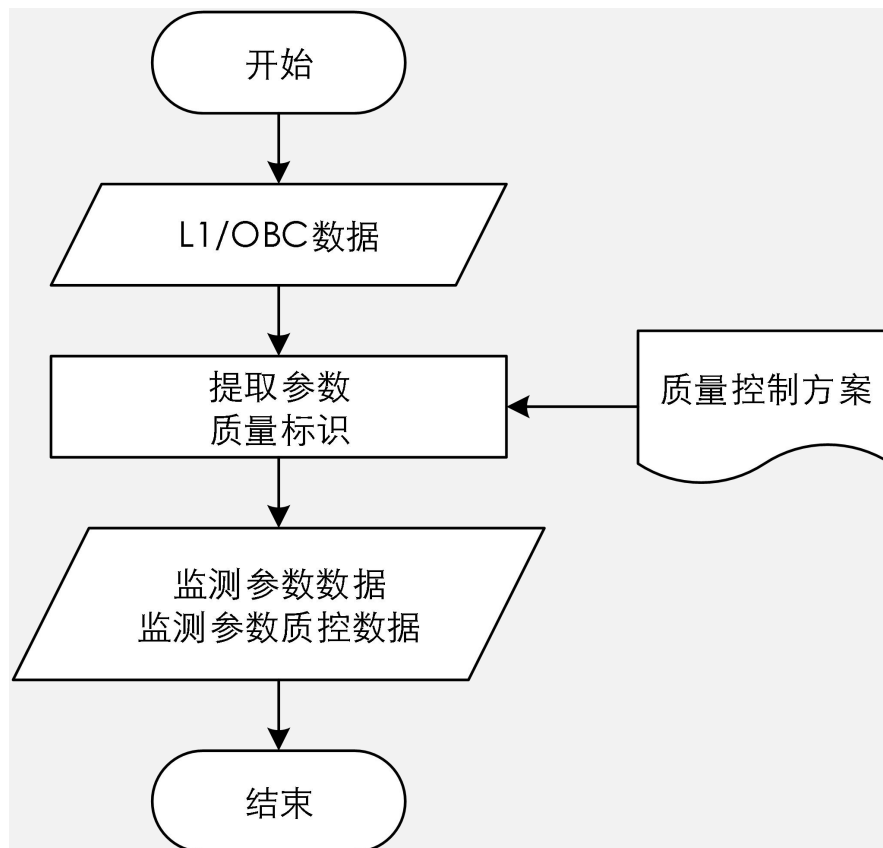 开始
L1/OBC数据
提取参数
质量标识
质量控制方案
监测参数数据
监测参数质控数据
结束